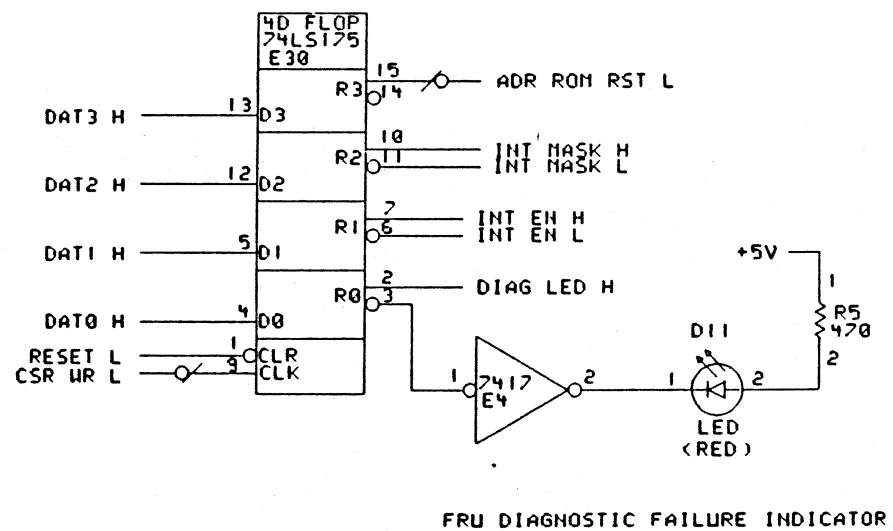 4D FLOP
74LS175
E30
DAT3 H
13
D3
R3
15
14
ADR ROM RST L
DAT2 H
12
D2
R2
10
11
INT MASK H
INT MASK L
DAT1 H
5
D1
R1
7
6
INT EN H
INT EN L
DAT0 H
4
D0
R0
2
3
DIAG LED H
RESET L
1
CLR
CSR WR L
9
CLK
1
7417
E4
2
+5V
1
R5
470
2
D11
1
2
LED
(RED)
FRU DIAGNOSTIC FAILURE INDICATOR